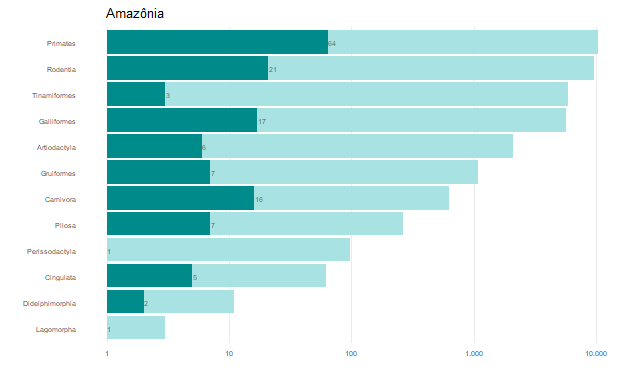 Amazônia
Primates 64
Rodentia 21
Tinamiformes 3
Galliformes 17
Artiodactyla 6
Gruiformes 7
Carnivora 16
Pilosa 7
Perissodactyla 1
Cingulata 5
Didelphimorphia 2
Lagomorpha 1
1 10 100 1.000 10.000